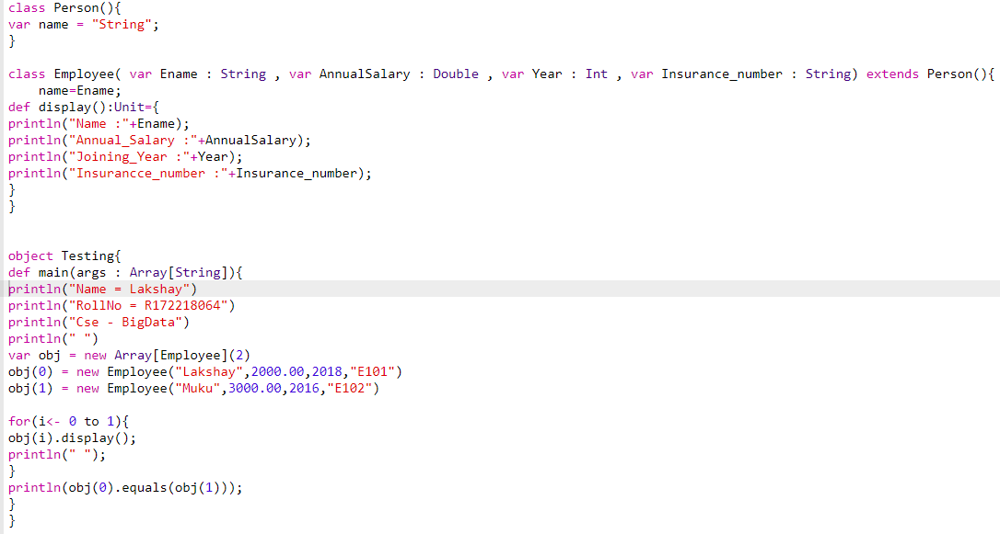 class Person(){
var name = "String";
}
class Employee( var Ename : String , var AnnualSalary : Double , var Year : Int , var Insurance_number : String) extends Person(){
name=Ename;
def display():Unit={
println("Name :"+Ename);
println("Annual_Salary :"+AnnualSalary);
println("Joining_Year :"+Year);
println("Insurancce_number :"+Insurance_number);
}
}
object Testing{
def main(args : Array[String]){
println("Name = Lakshay")
println("RollNo = R172218064")
println("Cse - BigData")
println(" ")
var obj = new Array[Employee](2)
obj(0) = new Employee("Lakshay",2000.00,2018,"E101")
obj(1) = new Employee("Muku",3000.00,2016,"E102")
for(i<- 0 to 1){
obj(i).display();
println(" ");
}
println(obj(0).equals(obj(1)));
}
}